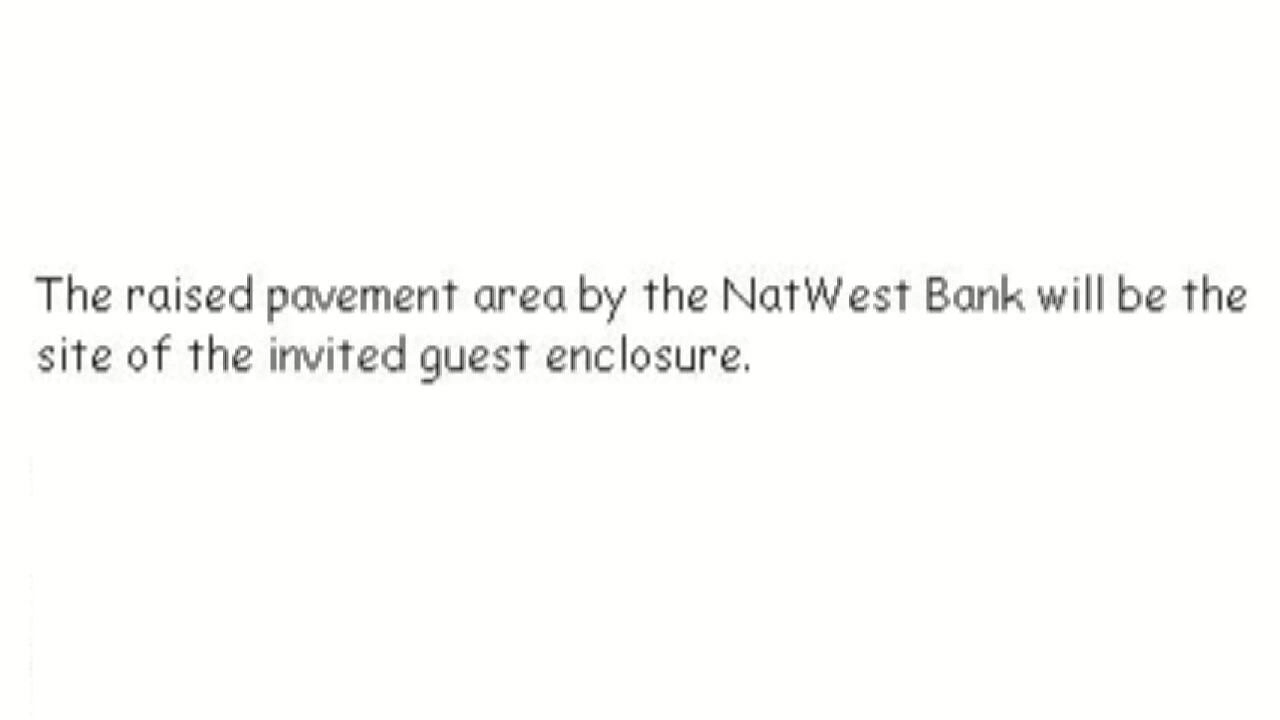 The raised pavement area by the NatWest Bank will be the
site of the invited guest enclosure.